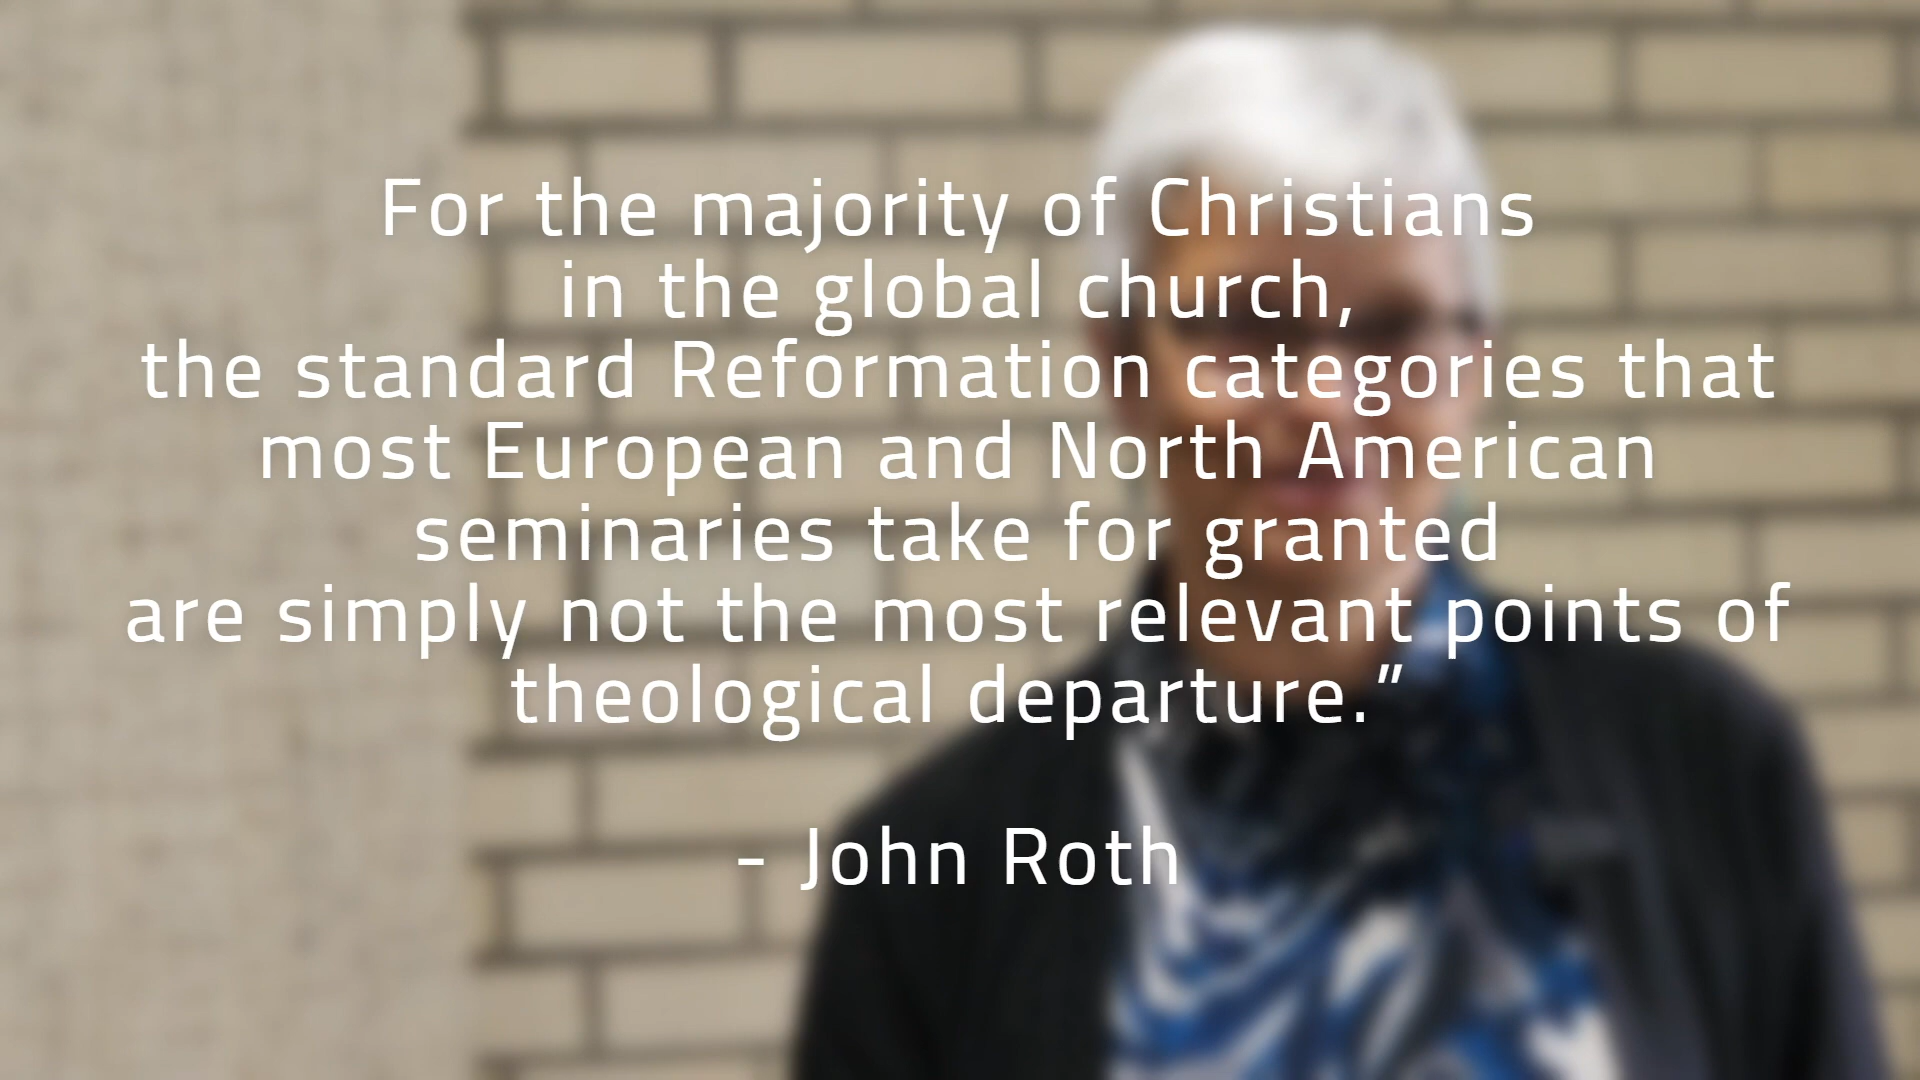 For the majority of Christians
in the global church,
the standard Reformation categories that
most European and North American
seminaries take for granted
are simply not the most relevant points of
theological departure.”
- John Roth